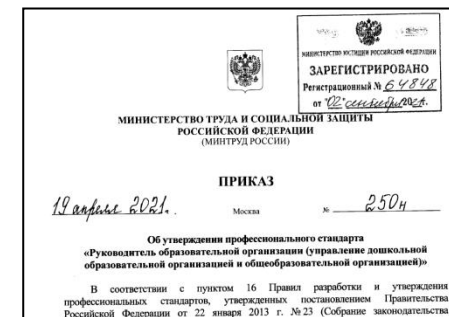 МИНИСТЕРСТВО ЮСТИЦИИ РОССИЙСКОЙ ФЕДЕРАЦИИ
ЗАРЕГИСТРИРОВАНО
Регистрационный № 64848
от "02" сентября 2021.
МИНИСТЕРСТВО ТРУДА И СОЦИАЛЬНОЙ ЗАЩИТЫ
РОССИЙСКОЙ ФЕДЕРАЦИИ
(МИНТРУД РОССИИ)
ПРИКАЗ
19 апреля 2021г. Москва № 250н
Об утверждении профессионального стандарта
«Руководитель образовательной организации (управление дошкольной
образовательной организацией и общеобразовательной организацией)»
В соответствии с пунктом 16 Правил разработки и утверждения
профессиональных стандартов, утвержденных постановлением Правительства
Российской Федерации от 22 января 2013 г. № 23 (Собрание законодательства